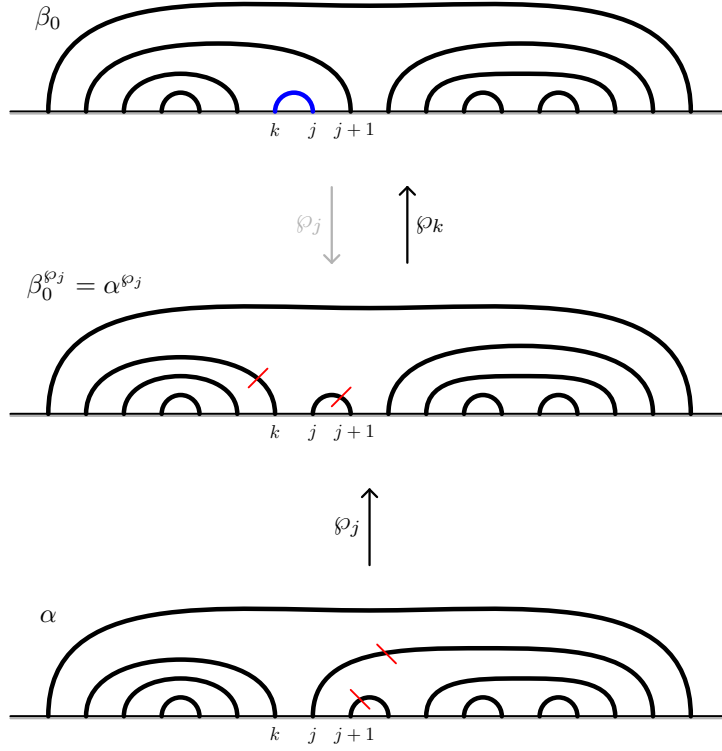 β₀
k j j + 1
℘ⱼ ℘ₖ
β₀^℘ⱼ = α^℘ⱼ
k j j + 1
℘ⱼ
α
k j j + 1